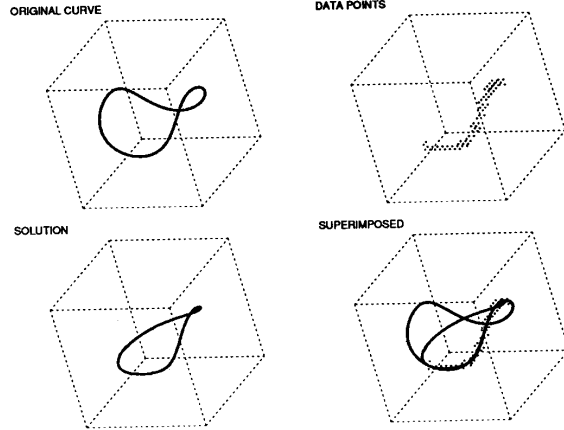 ORIGINAL CURVE
DATA POINTS
SOLUTION
SUPERIMPOSED